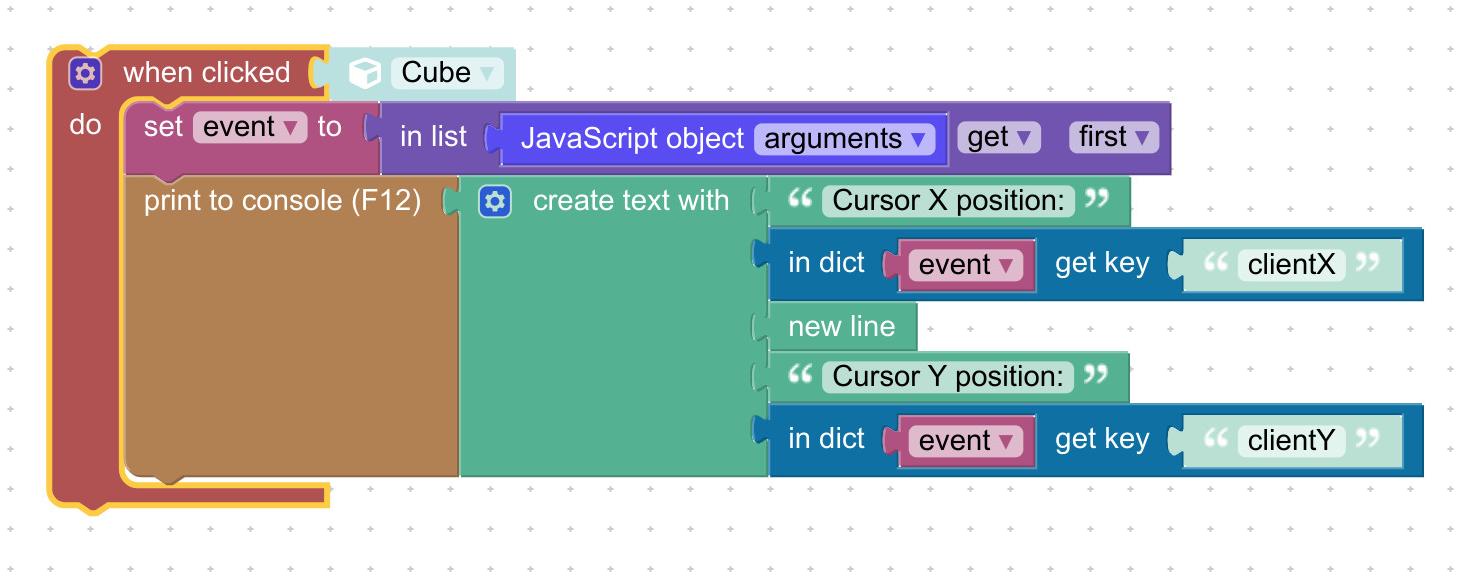 when clicked Cube
do set event to in list JavaScript object arguments get first
print to console (F12) create text with “ Cursor X position: ”
in dict event get key “ clientX ”
new line
“ Cursor Y position: ”
in dict event get key “ clientY ”